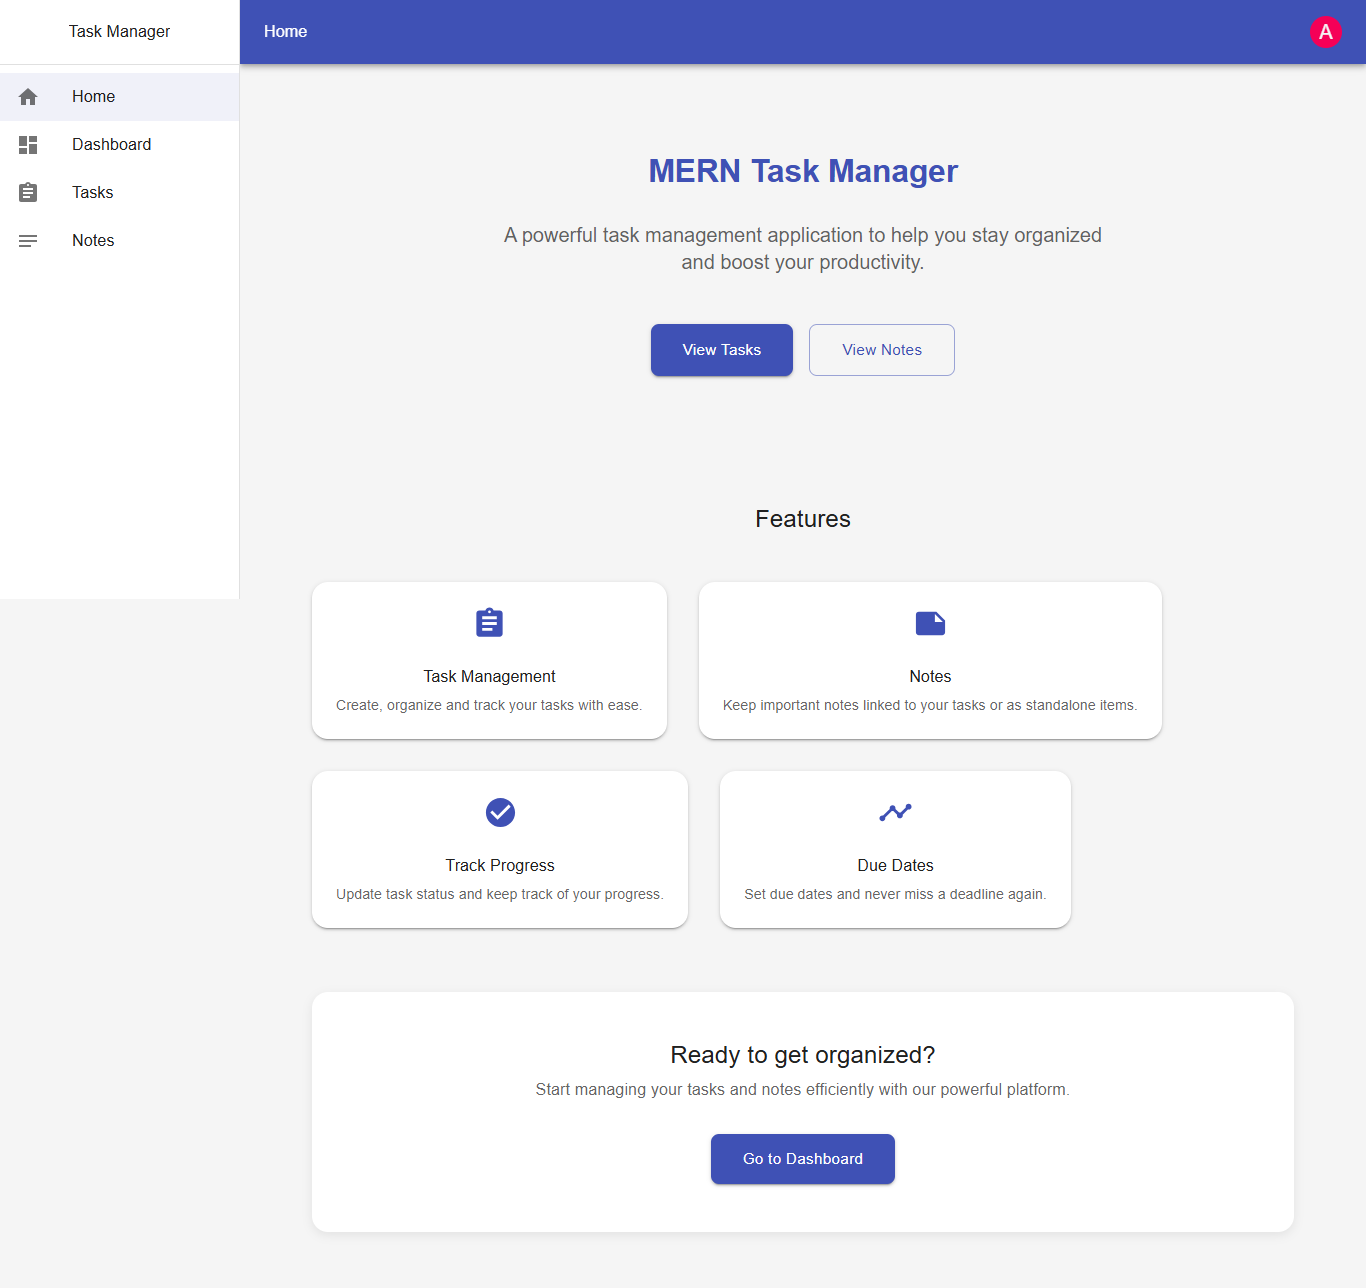 Task Manager
Home
A
Home
Dashboard
Tasks
Notes
MERN Task Manager
A powerful task management application to help you stay organized
and boost your productivity.
View Tasks
View Notes
Features
Task Management
Create, organize and track your tasks with ease.
Notes
Keep important notes linked to your tasks or as standalone items.
Track Progress
Update task status and keep track of your progress.
Due Dates
Set due dates and never miss a deadline again.
Ready to get organized?
Start managing your tasks and notes efficiently with our powerful platform.
Go to Dashboard